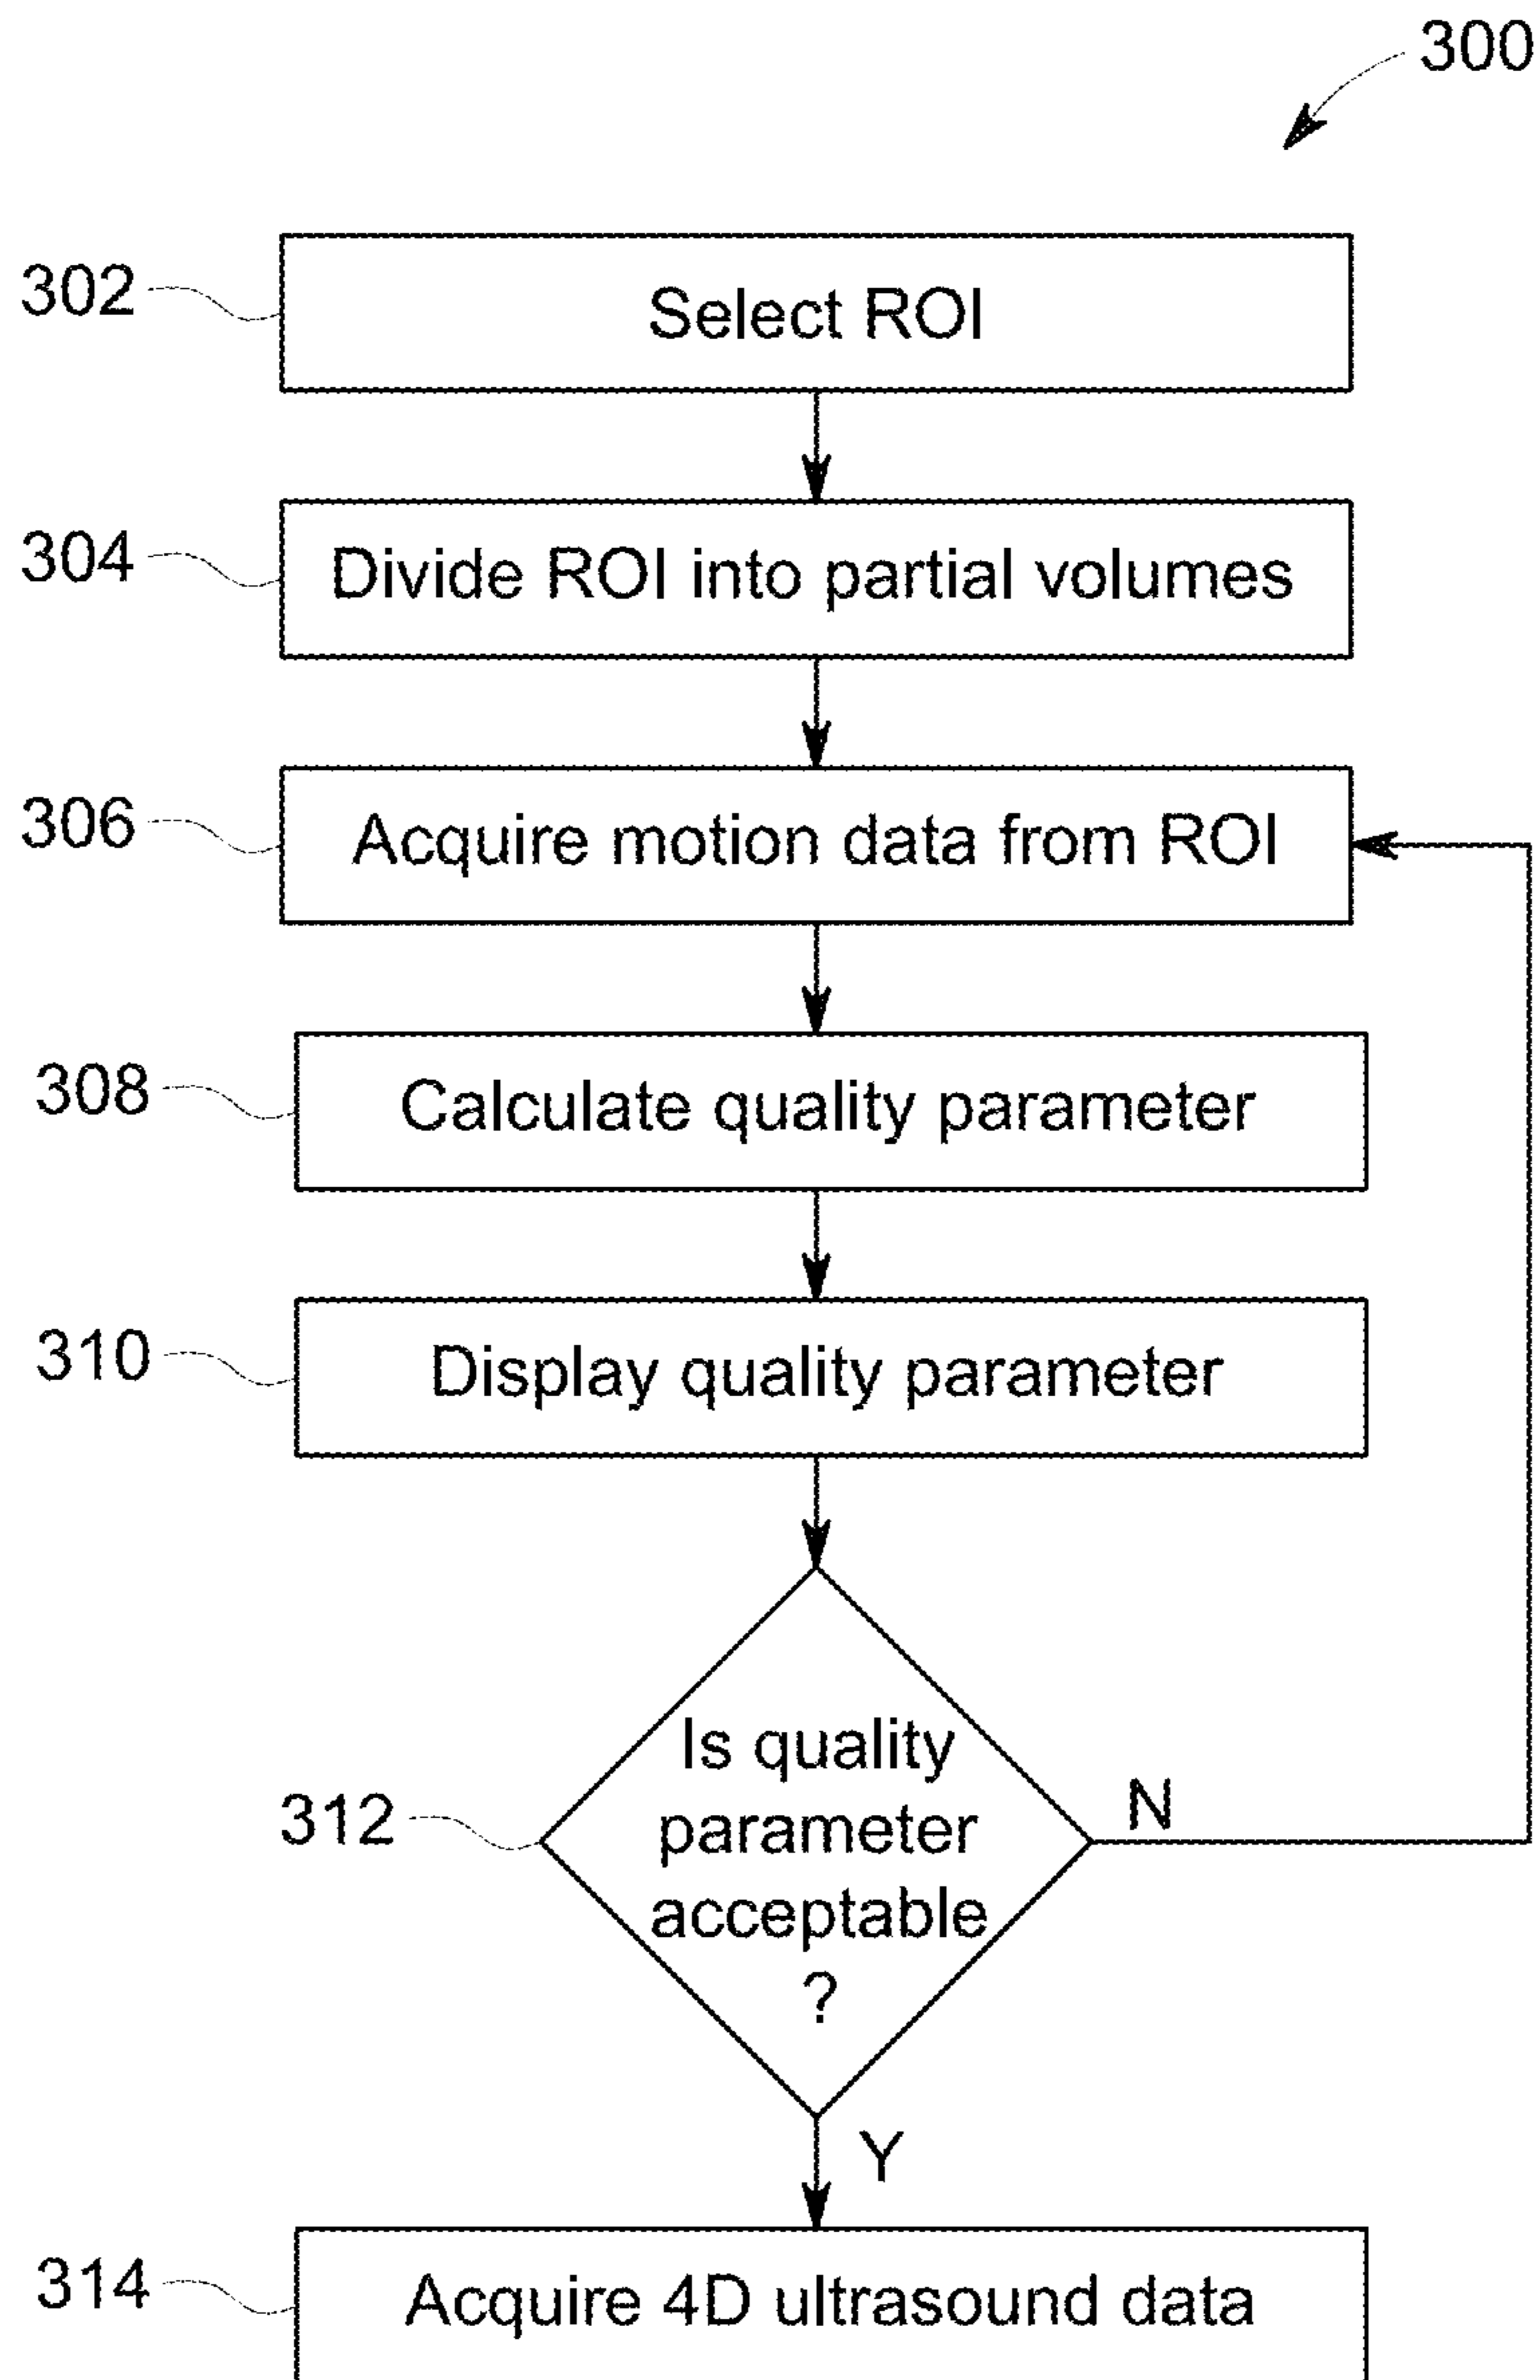 300
302
Select ROI
304
Divide ROI into partial volumes
306
Acquire motion data from ROI
308
Calculate quality parameter
310
Display quality parameter
312
Is quality
parameter
acceptable
?
N
Y
314
Acquire 4D ultrasound data